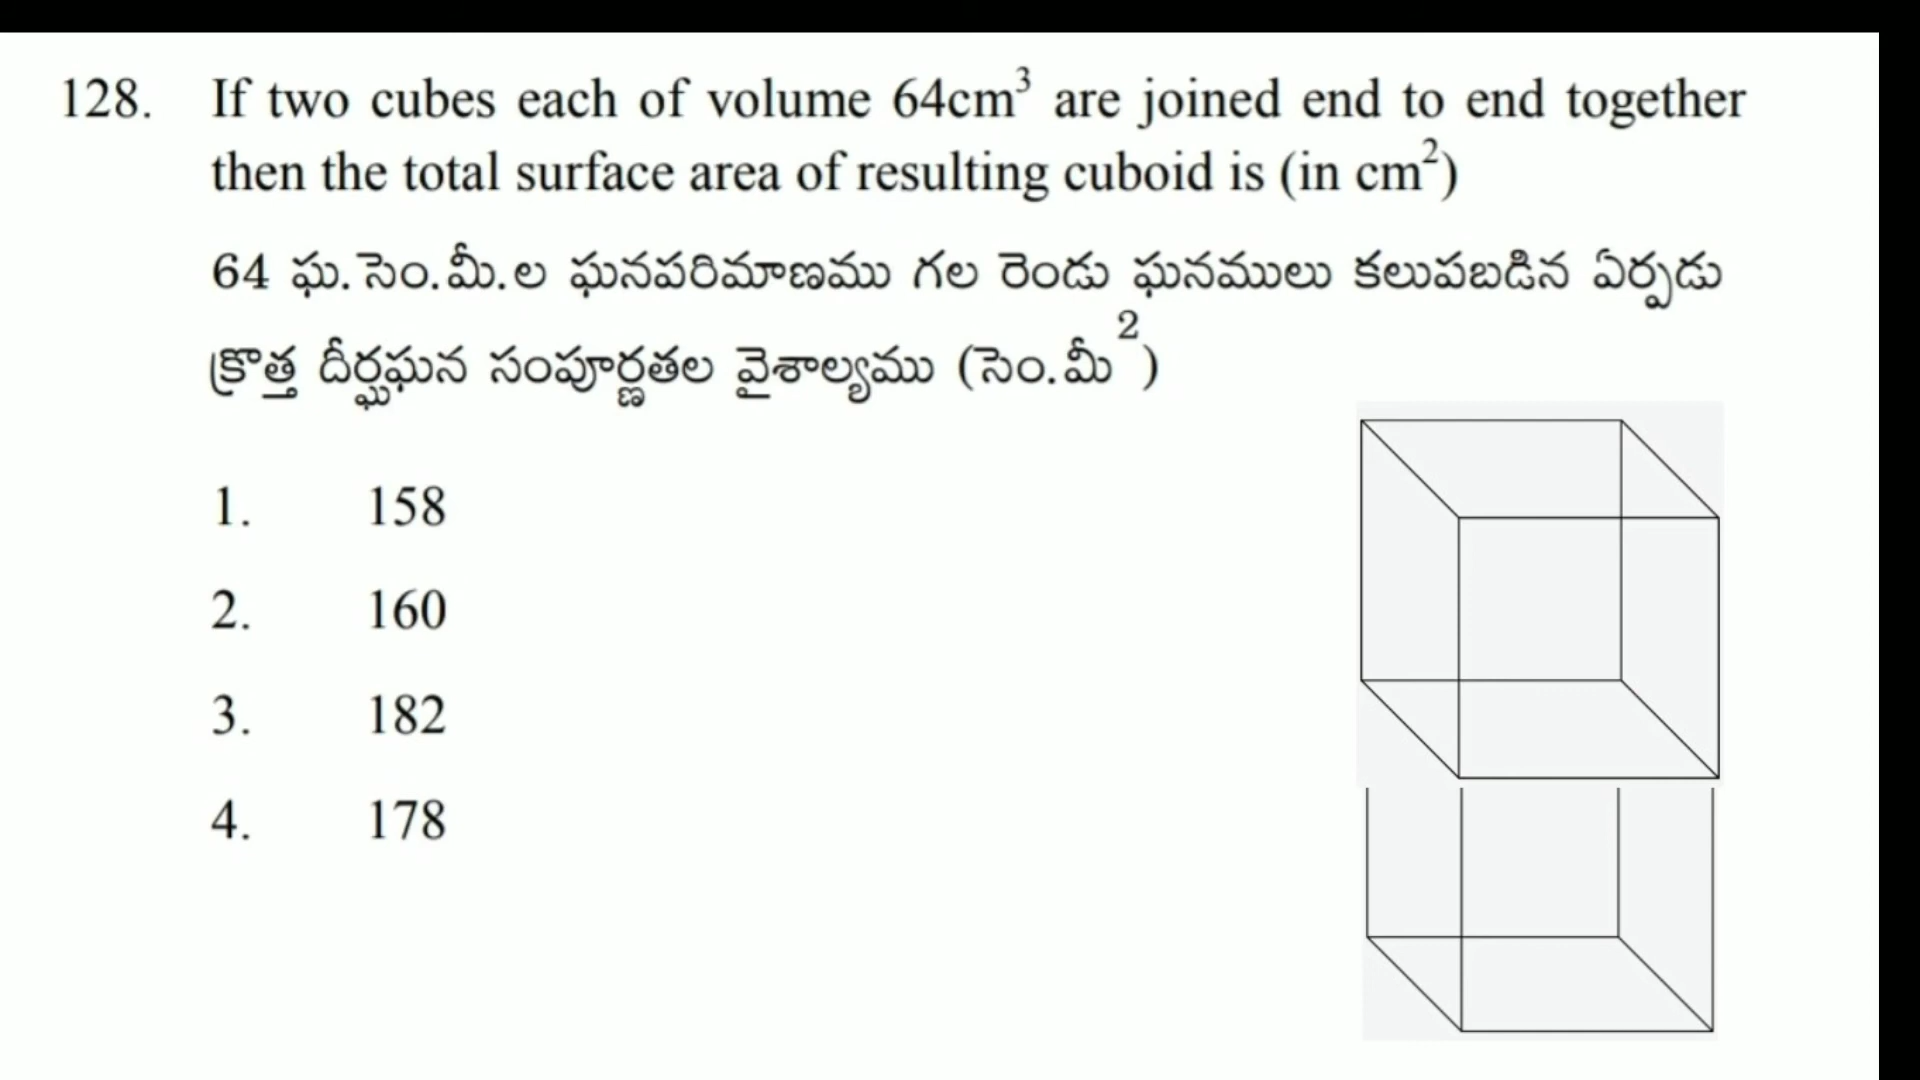 128. If two cubes each of volume 64cm³ are joined end to end together
then the total surface area of resulting cuboid is (in cm²)
64 ఘ.సెం.మీ.ల ఘనపరిమాణము గల రెండు ఘనములు కలుపబడిన ఏర్పడు
క్రొత్త దీర్ఘఘన సంపూర్ణతల వైశాల్యము (సెం.మీ²)
1. 158
2. 160
3. 182
4. 178